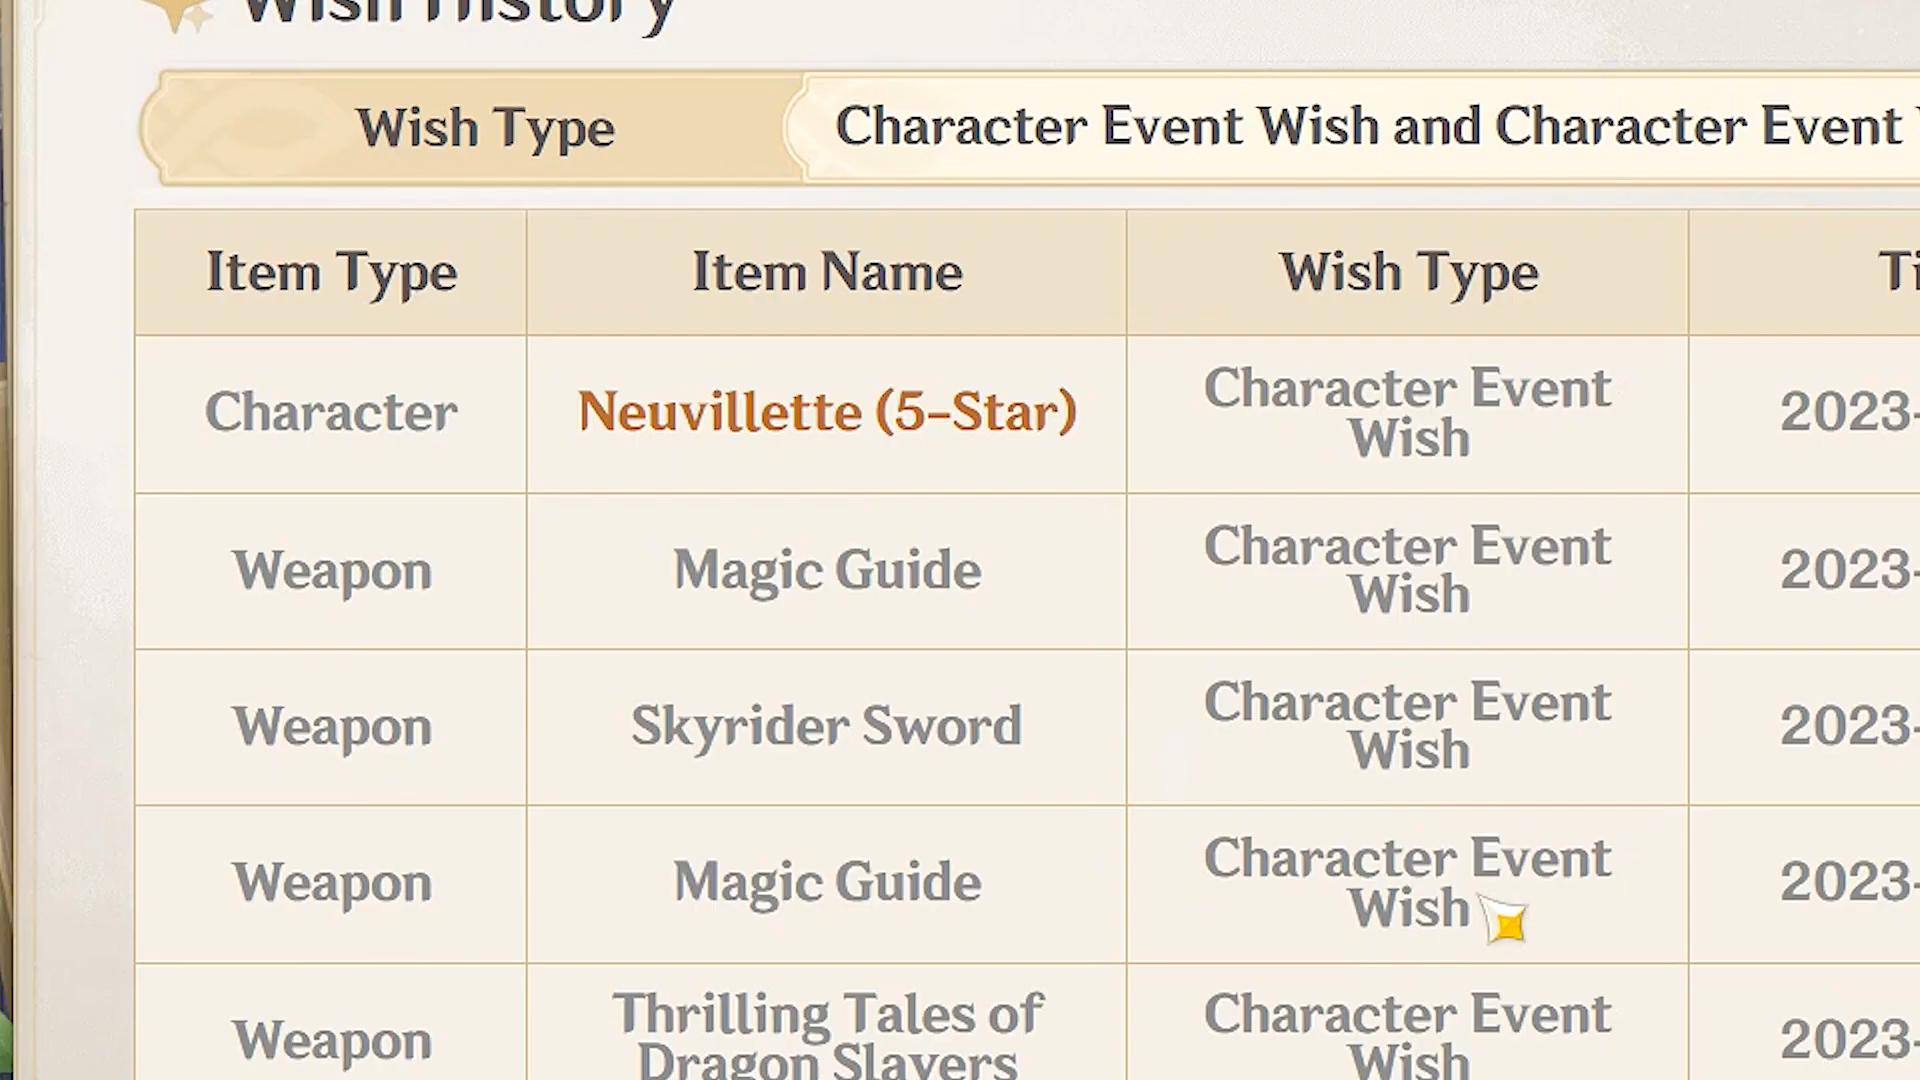 Wish History
Wish Type
Character Event Wish and Character Event
Item Type
Item Name
Wish Type
Character
Neuvillette (5-Star)
Character Event
Wish
2023-
Weapon
Magic Guide
Character Event
Wish
2023-
Weapon
Skyrider Sword
Character Event
Wish
2023-
Weapon
Magic Guide
Character Event
Wish
2023-
Weapon
Thrilling Tales of
Dragon Slayers
Character Event
Wish
2023-